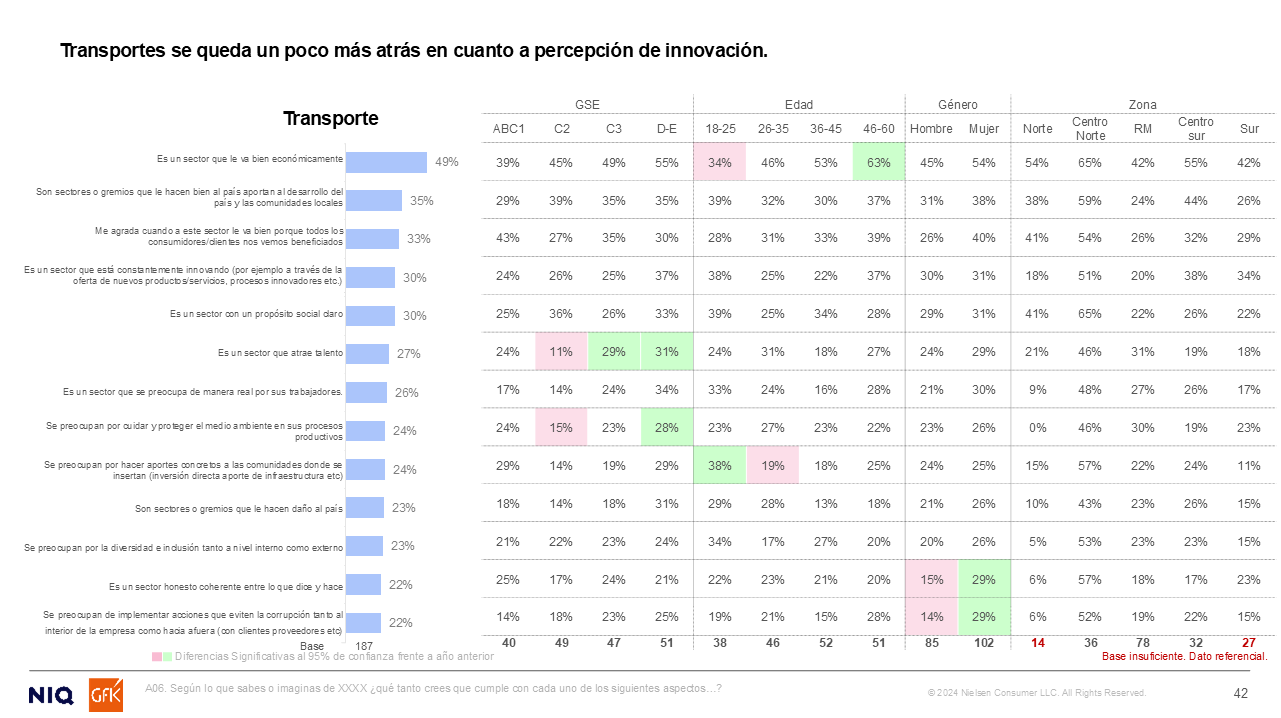 Transportes se queda un poco más atrás en cuanto a percepción de innovación.
Transporte
GSE Edad Género Zona
ABC1 C2 C3 D-E 18-25 26-35 36-45 46-60 Hombre Mujer Norte Centro Norte RM Centro sur Sur
Es un sector que le va bien económicamente 49% 39% 45% 49% 55% 34% 46% 53% 63% 45% 54% 54% 65% 42% 55% 42%
Son sectores o gremios que le hacen bien al país aportan al desarrollo del
país y las comunidades locales 35% 29% 39% 35% 35% 39% 32% 30% 37% 31% 38% 38% 59% 24% 44% 26%
Me agrada cuando a este sector le va bien porque todos los
consumidores/clientes nos vemos beneficiados 33% 43% 27% 35% 30% 28% 31% 33% 39% 26% 40% 41% 54% 26% 32% 29%
Es un sector que está constantemente innovando (por ejemplo a través de la
oferta de nuevos productos/servicios, procesos innovadores etc.) 30% 24% 26% 25% 37% 38% 25% 22% 37% 30% 31% 18% 51% 20% 38% 34%
Es un sector con un propósito social claro 30% 25% 36% 26% 33% 39% 25% 34% 28% 29% 31% 41% 65% 22% 26% 22%
Es un sector que atrae talento 27% 24% 11% 29% 31% 24% 31% 18% 27% 24% 29% 21% 46% 31% 19% 18%
Es un sector que se preocupa de manera real por sus trabajadores. 26% 17% 14% 24% 34% 33% 24% 16% 28% 21% 30% 9% 48% 27% 26% 17%
Se preocupan por cuidar y proteger el medio ambiente en sus procesos
productivos 24% 24% 15% 23% 28% 23% 27% 23% 22% 23% 26% 0% 46% 30% 19% 23%
Se preocupan por hacer aportes concretos a las comunidades donde se
insertan (inversión directa aporte de infraestructura etc) 24% 29% 14% 19% 29% 38% 19% 18% 25% 24% 25% 15% 57% 22% 24% 11%
Son sectores o gremios que le hacen daño al país 23% 18% 14% 18% 31% 29% 28% 13% 18% 21% 26% 10% 43% 23% 26% 15%
Se preocupan por la diversidad e inclusión tanto a nivel interno como externo 23% 21% 22% 23% 24% 34% 17% 27% 20% 20% 26% 5% 53% 23% 23% 15%
Es un sector honesto coherente entre lo que dice y hace 22% 25% 17% 24% 21% 22% 23% 21% 20% 15% 29% 6% 57% 18% 17% 23%
Se preocupan de implementar acciones que eviten la corrupción tanto al
interior de la empresa como hacia afuera (con clientes proveedores etc) 22% 14% 18% 23% 25% 19% 21% 15% 28% 14% 29% 6% 52% 19% 22% 15%
Base 187 40 49 47 51 38 46 52 51 85 102 14 36 78 32 27
Diferencias Significativas al 95% de confianza frente a año anterior
Base insuficiente. Dato referencial.
NIQ GfK
A06. Según lo que sabes o imaginas de XXXX ¿qué tanto crees que cumple con cada uno de los siguientes aspectos…?
© 2024 Nielsen Consumer LLC. All Rights Reserved.
42